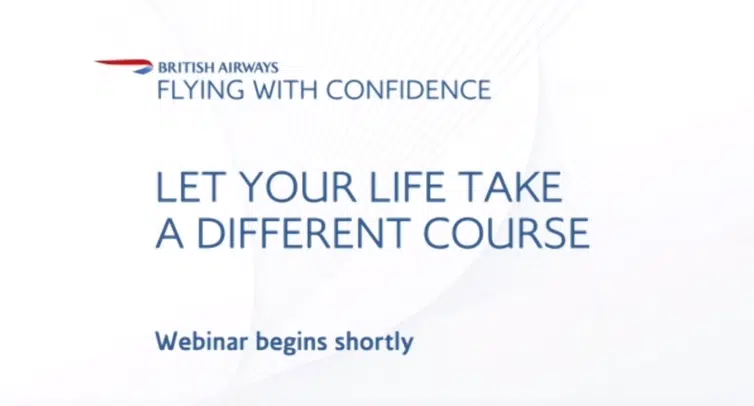 BRITISH AIRWAYS
FLYING WITH CONFIDENCE
LET YOUR LIFE TAKE
A DIFFERENT COURSE
Webinar begins shortly